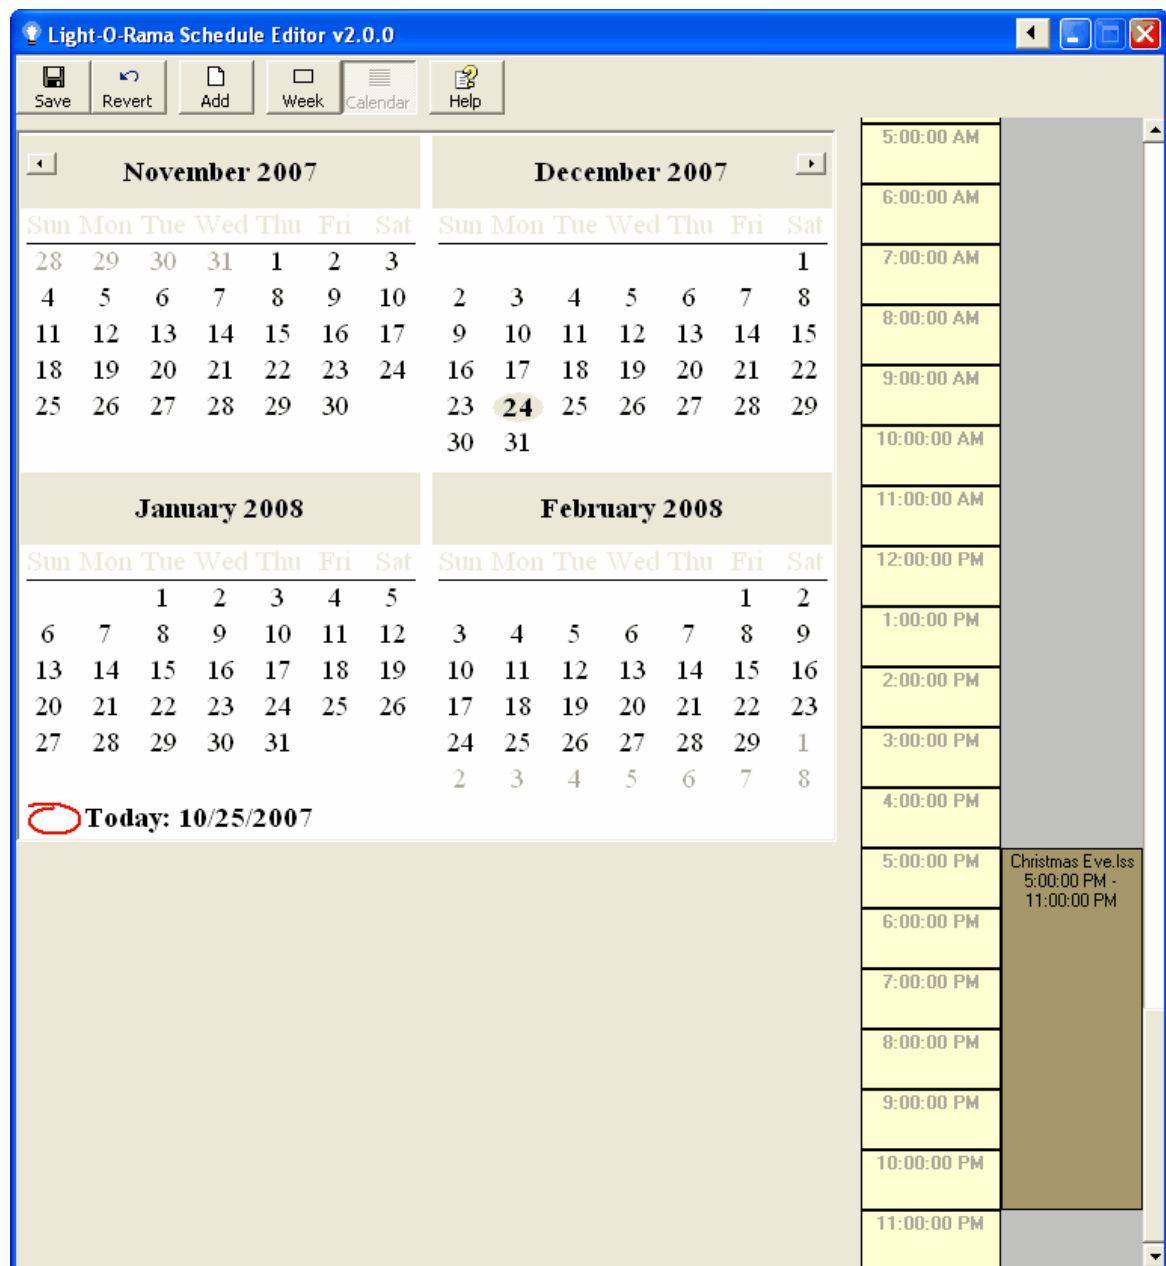 Light-O-Rama Schedule Editor v2.0.0
Save Revert Add Week Calendar Help
November 2007
Sun Mon Tue Wed Thu Fri Sat
28 29 30 31 1 2 3
4 5 6 7 8 9 10
11 12 13 14 15 16 17
18 19 20 21 22 23 24
25 26 27 28 29 30
December 2007
Sun Mon Tue Wed Thu Fri Sat
1
2 3 4 5 6 7 8
9 10 11 12 13 14 15
16 17 18 19 20 21 22
23 24 25 26 27 28 29
30 31
January 2008
Sun Mon Tue Wed Thu Fri Sat
1 2 3 4 5
6 7 8 9 10 11 12
13 14 15 16 17 18 19
20 21 22 23 24 25 26
27 28 29 30 31
February 2008
Sun Mon Tue Wed Thu Fri Sat
1 2
3 4 5 6 7 8 9
10 11 12 13 14 15 16
17 18 19 20 21 22 23
24 25 26 27 28 29 1
2 3 4 5 6 7 8
Today: 10/25/2007
5:00:00 AM
6:00:00 AM
7:00:00 AM
8:00:00 AM
9:00:00 AM
10:00:00 AM
11:00:00 AM
12:00:00 PM
1:00:00 PM
2:00:00 PM
3:00:00 PM
4:00:00 PM
5:00:00 PM
6:00:00 PM
7:00:00 PM
8:00:00 PM
9:00:00 PM
10:00:00 PM
11:00:00 PM
Christmas Eve.lss
5:00:00 PM -
11:00:00 PM